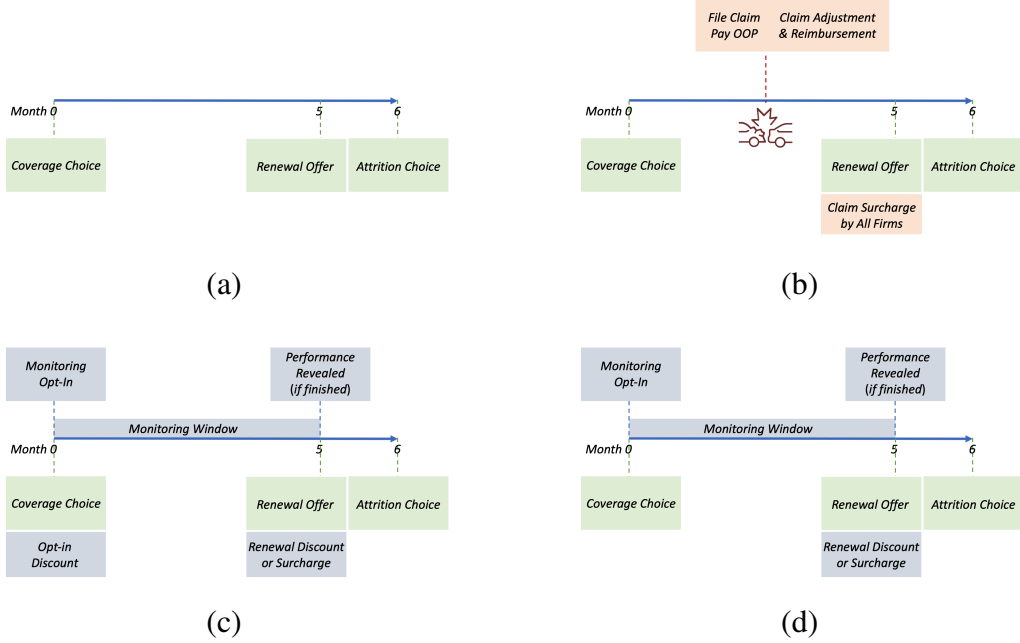 Month 0
5
6
Coverage Choice
Renewal Offer
Attrition Choice
(a)
File Claim
Pay OOP
Claim Adjustment
& Reimbursement
Month 0
5
6
Coverage Choice
Renewal Offer
Attrition Choice
Claim Surcharge
by All Firms
(b)
Monitoring
Opt-In
Performance
Revealed
(if finished)
Monitoring Window
Month 0
5
6
Coverage Choice
Renewal Offer
Attrition Choice
Opt-in
Discount
Renewal Discount
or Surcharge
(c)
Monitoring
Opt-In
Performance
Revealed
(if finished)
Monitoring Window
Month 0
5
6
Coverage Choice
Renewal Offer
Attrition Choice
Renewal Discount
or Surcharge
(d)